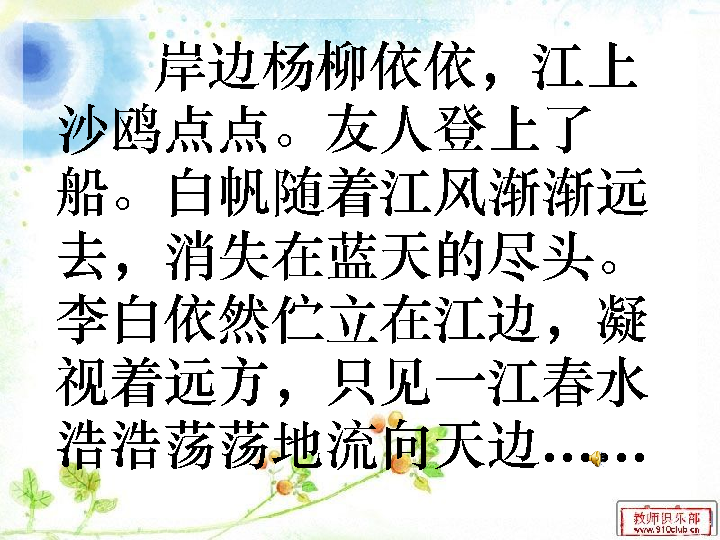 岸边杨柳依依，江上
沙鸥点点。友人登上了
船。白帆随着江风渐渐远
去，消失在蓝天的尽头。
李白依然伫立在江边，凝
视着远方，只见一江春水
浩浩荡荡地流向天边……
教师俱乐部
www.910club.cn